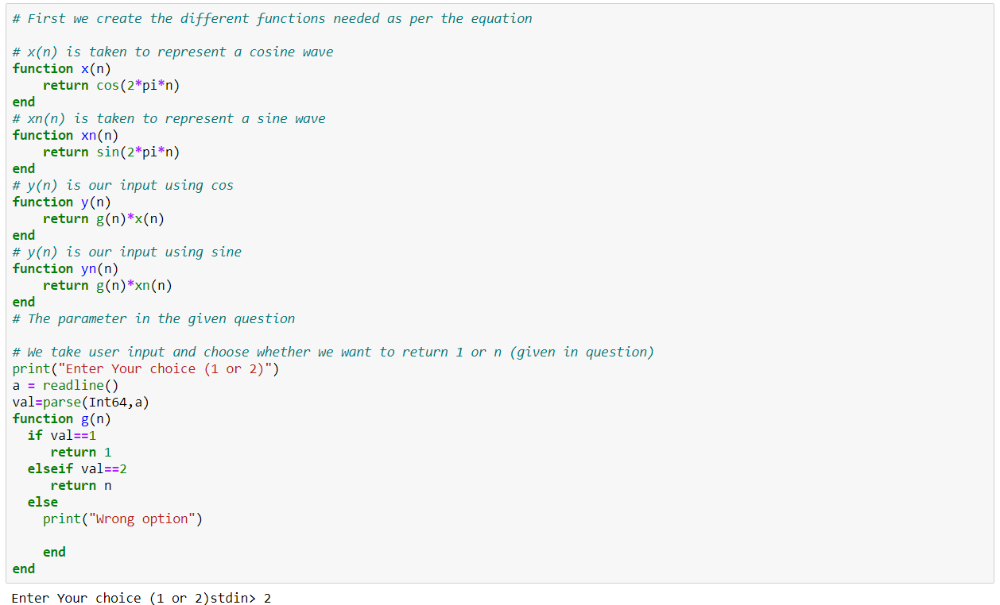 # First we create the different functions needed as per the equation
# x(n) is taken to represent a cosine wave
function x(n)
    return cos(2*pi*n)
end
# xn(n) is taken to represent a sine wave
function xn(n)
    return sin(2*pi*n)
end
# y(n) is our input using cos
function y(n)
    return g(n)*x(n)
end
# y(n) is our input using sine
function yn(n)
    return g(n)*xn(n)
end
# The parameter in the given question
# We take user input and choose whether we want to return 1 or n (given in question)
print("Enter Your choice (1 or 2)")
a = readline()
val=parse(Int64,a)
function g(n)
  if val==1
     return 1
  elseif val==2
     return n
  else
    print("Wrong option")
    end
end
Enter Your choice (1 or 2)stdin> 2